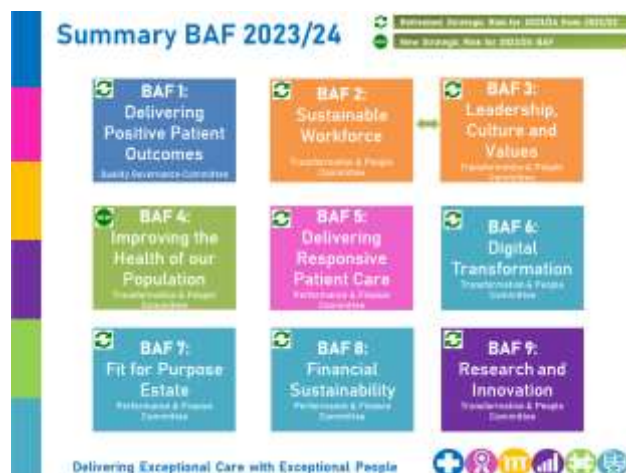 Summary BAF 2023/24
Retained Strategic Risk for 2023/24 from 2022/23
New Strategic Risk for 2023/24 BAF
BAF 1:
Delivering
Positive Patient
Outcomes
Quality Governance Committee
BAF 2:
Sustainable
Workforce
Transformation & People
Committee
BAF 3:
Leadership,
Culture and
Values
Transformation & People
Committee
BAF 4:
Improving the
Health of our
Population
Transformation & People
Committee
BAF 5:
Delivering
Responsive
Patient Care
Performance & Finance
Committee
BAF 6:
Digital
Transformation
Transformation & People
Committee
BAF 7:
Fit for Purpose
Estate
Performance & Finance
Committee
BAF 8:
Financial
Sustainability
Performance & Finance
Committee
BAF 9:
Research and
Innovation
Transformation & People
Committee
Delivering Exceptional Care with Exceptional People